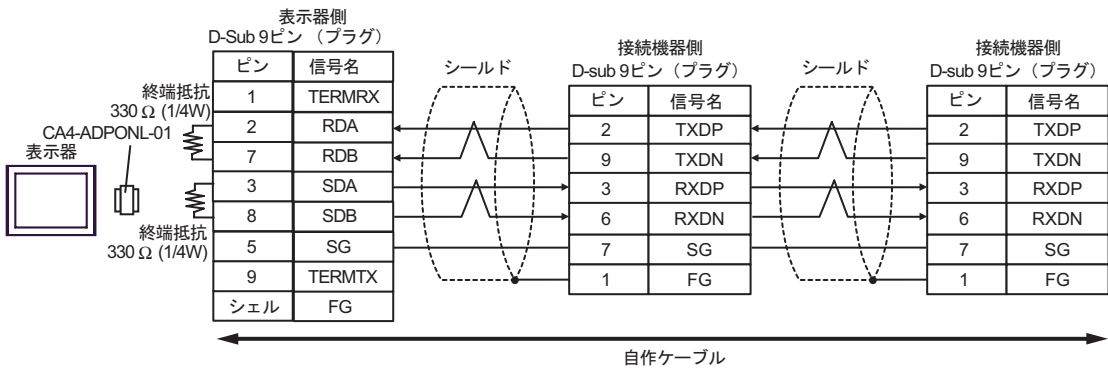 表示器側
D-Sub 9ピン （プラグ）
ピン 信号名
1 TERMRX
2 RDA
7 RDB
3 SDA
8 SDB
5 SG
9 TERMTX
シェル FG
終端抵抗
330 Ω (1/4W)
CA4-ADPONL-01
表示器
終端抵抗
330 Ω (1/4W)
シールド
接続機器側
D-sub 9ピン（プラグ）
ピン 信号名
2 TXDP
9 TXDN
3 RXDP
6 RXDN
7 SG
1 FG
シールド
接続機器側
D-sub 9ピン（プラグ）
ピン 信号名
2 TXDP
9 TXDN
3 RXDP
6 RXDN
7 SG
1 FG
自作ケーブル